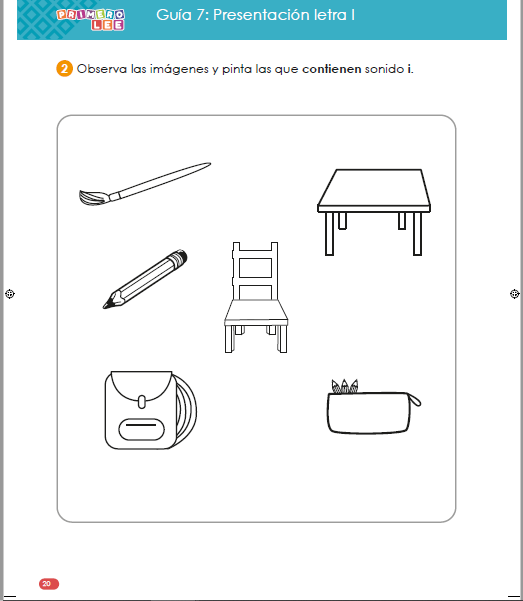 PRIMERO
LEE
Guía 7: Presentación letra I
2 Observa las imágenes y pinta las que contienen sonido i.
20